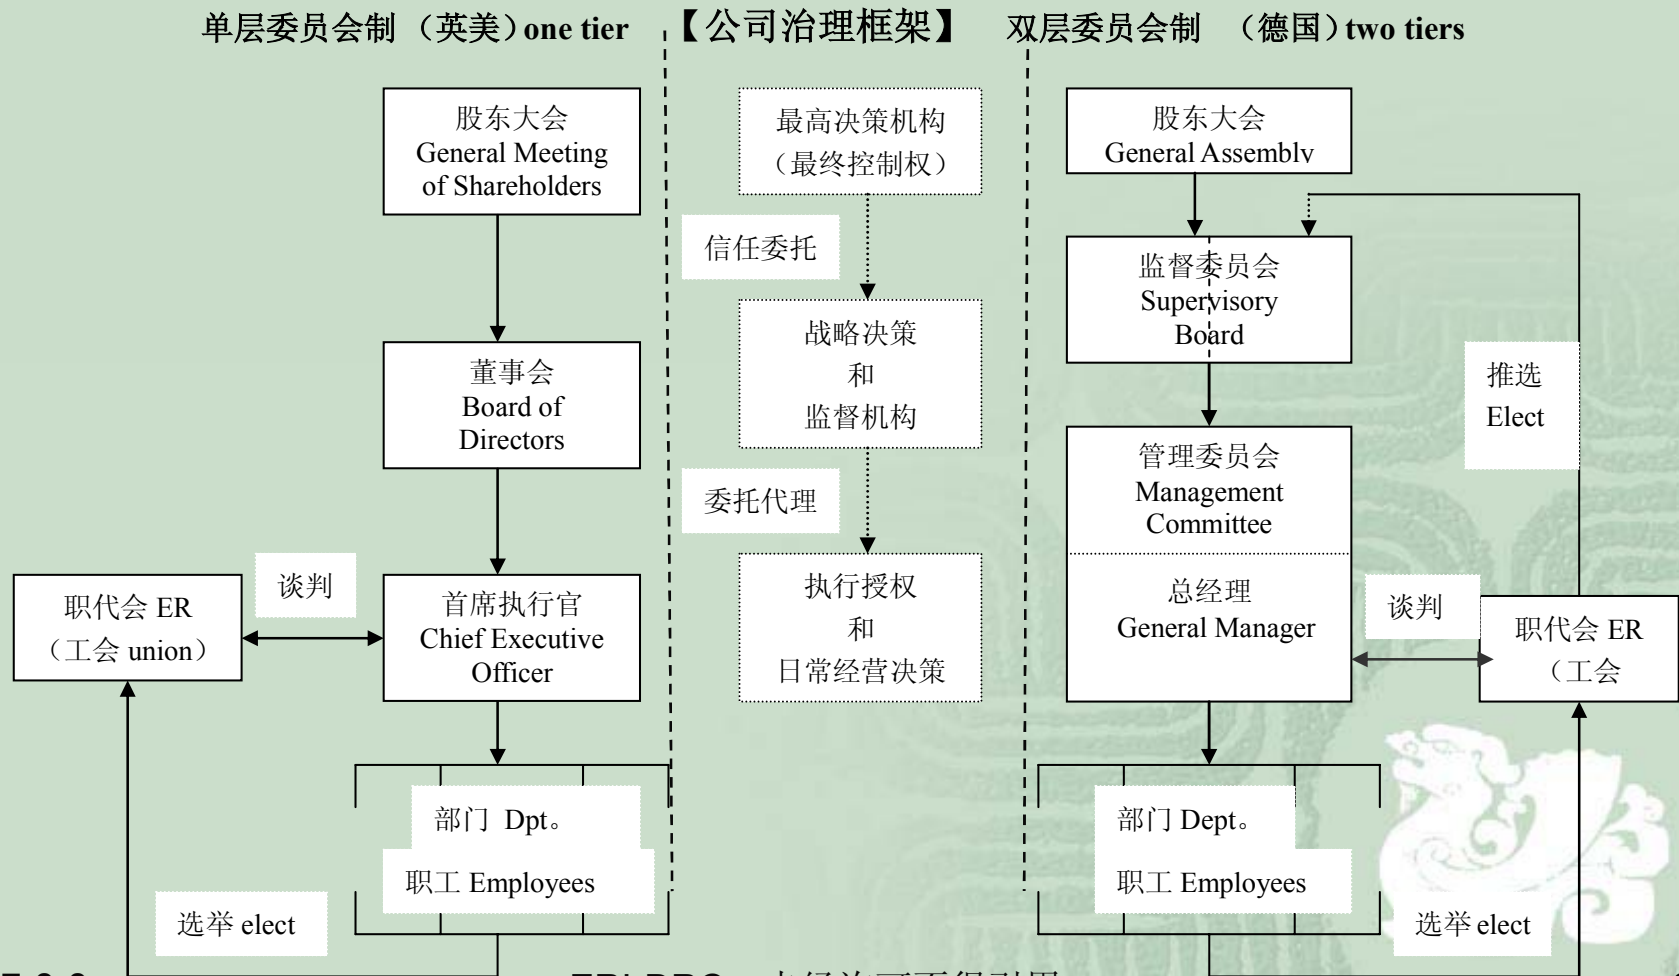 单层委员会制（英美）one tier
【公司治理框架】
双层委员会制 （德国）two tiers
股东大会
General Meeting
of Shareholders
董事会
Board of
Directors
谈判
职代会 ER
（工会 union）
首席执行官
Chief Executive
Officer
部门 Dpt。
职工 Employees
选举 elect
最高决策机构
（最终控制权）
信任委托
战略决策
和
监督机构
委托代理
执行授权
和
日常经营决策
股东大会
General Assembly
监督委员会
Supervisory
Board
推选
Elect
管理委员会
Management
Committee
总经理
General Manager
谈判
职代会 ER
（工会
部门 Dept。
职工 Employees
选举 elect